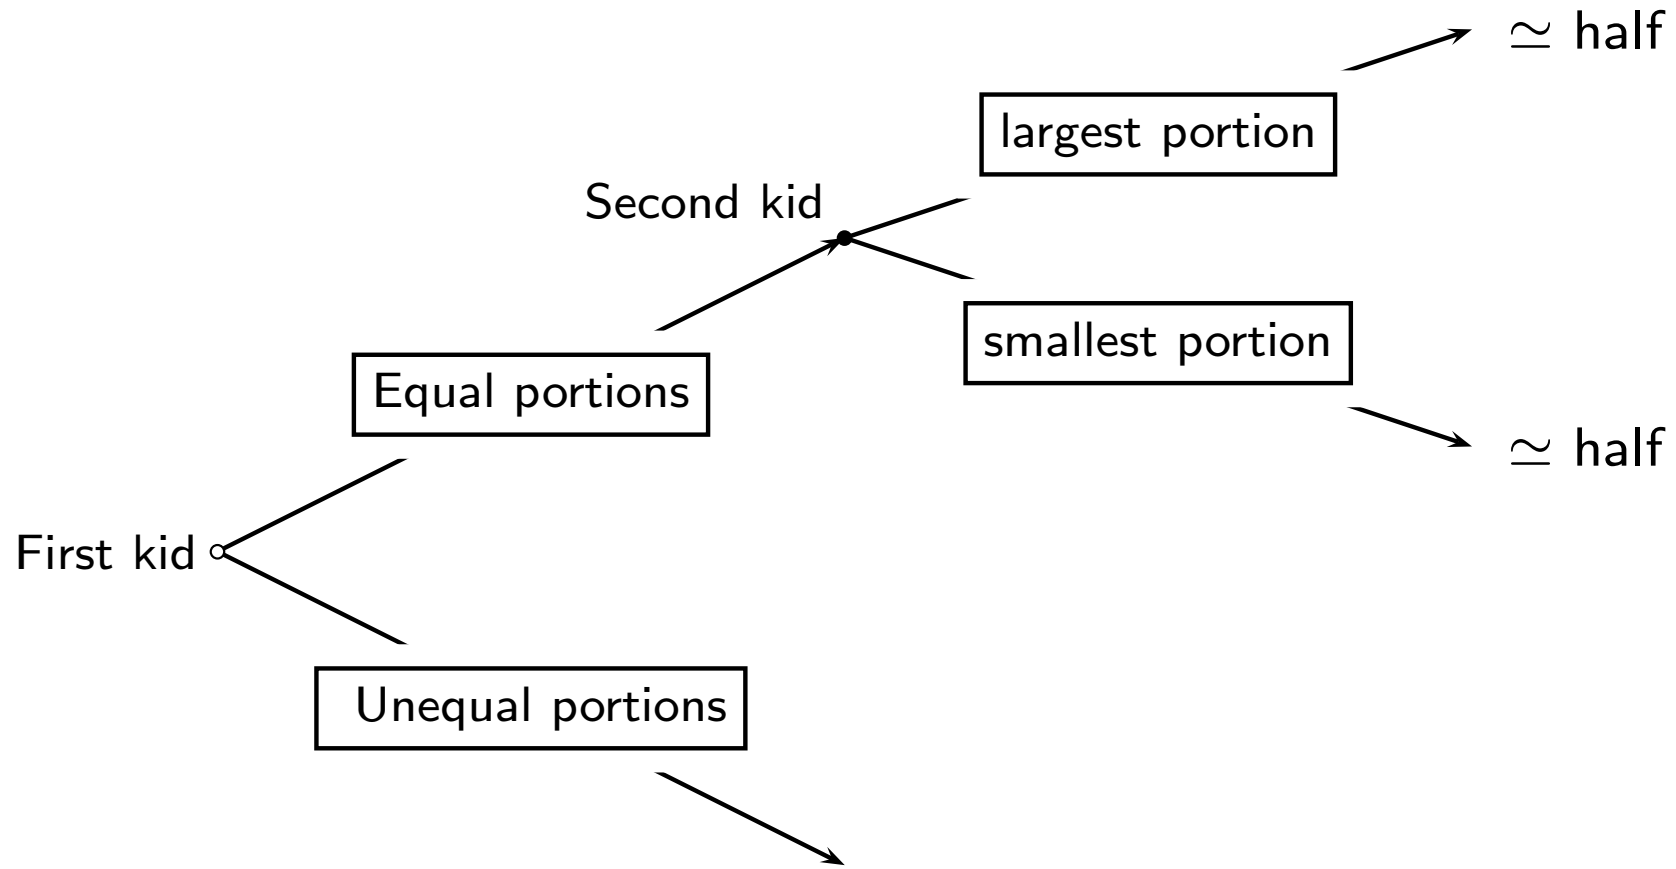 ≃ half
largest portion
Second kid
smallest portion
Equal portions
≃ half
First kid
Unequal portions